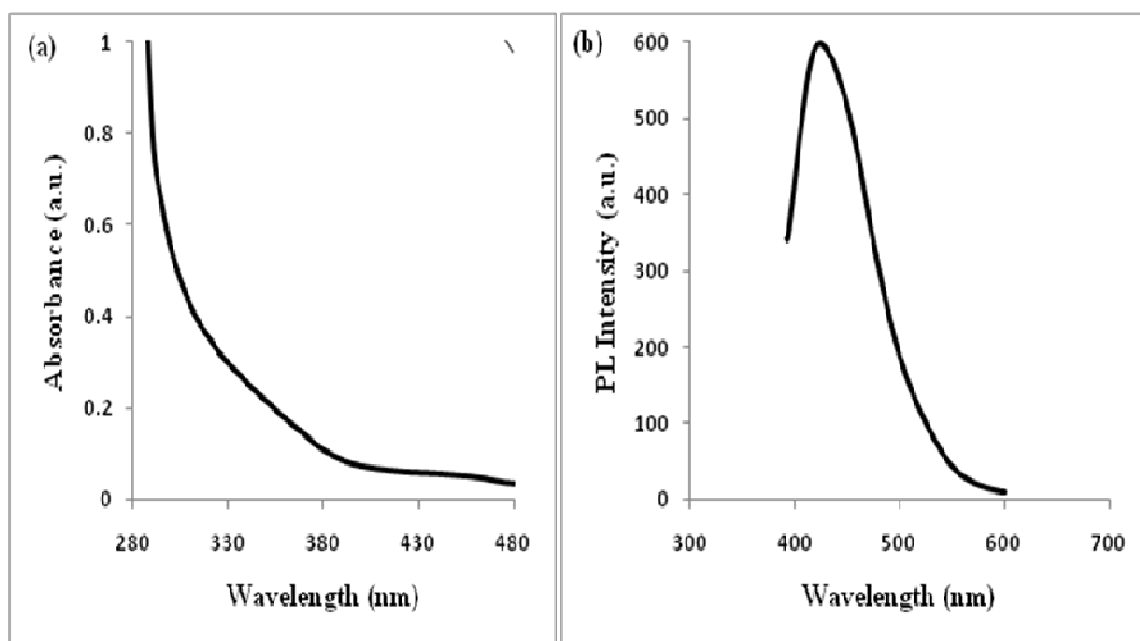 (a)
Absorbance (a.u.)
1
0.8
0.6
0.4
0.2
0
280 330 380 430 480
Wavelength (nm)
(b)
PL Intensity (a.u.)
600
500
400
300
200
100
0
300 400 500 600 700
Wavelength (nm)